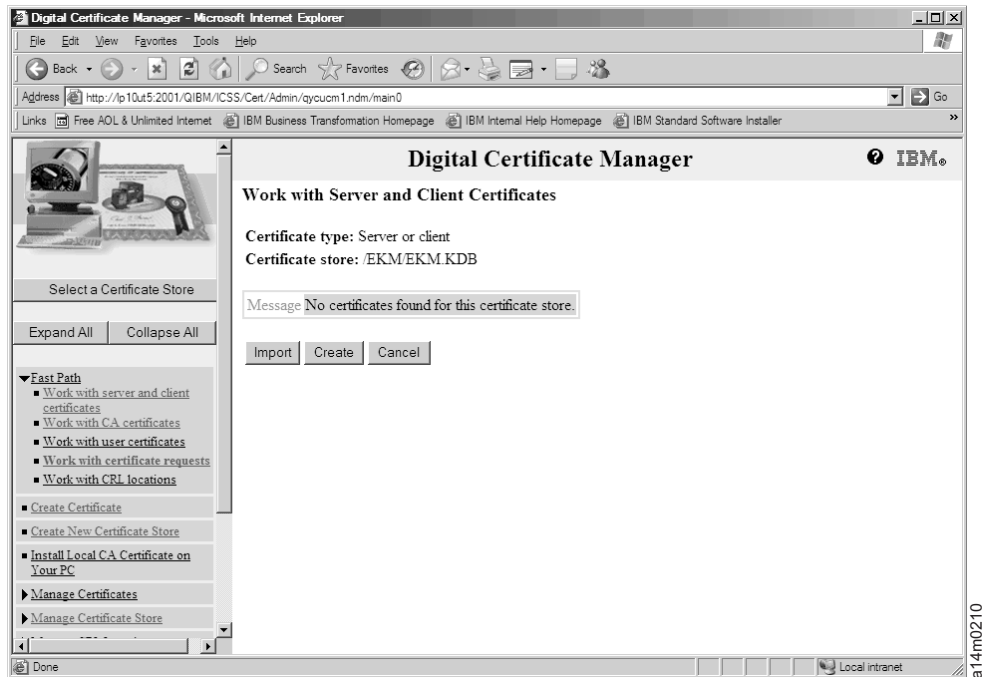 Digital Certificate Manager - Microsoft Internet Explorer
File Edit View Favorites Tools Help
Back Search Favorites
Address http://lp10ut5:2001/QIBM/ICSS/Cert/Admin/qycucm1.ndm/main0 Go
Links Free AOL & Unlimited Internet IBM Business Transformation Homepage IBM Internal Help Homepage IBM Standard Software Installer »
Digital Certificate Manager
IBM®
Select a Certificate Store
Expand All Collapse All
Fast Path
Work with server and client
certificates
Work with CA certificates
Work with user certificates
Work with certificate requests
Work with CRL locations
Create Certificate
Create New Certificate Store
Install Local CA Certificate on
Your PC
Manage Certificates
Manage Certificate Store
Work with Server and Client Certificates
Certificate type: Server or client
Certificate store: /EKM/EKM.KDB
Message No certificates found for this certificate store.
Import Create Cancel
Done Local intranet
a14m0210